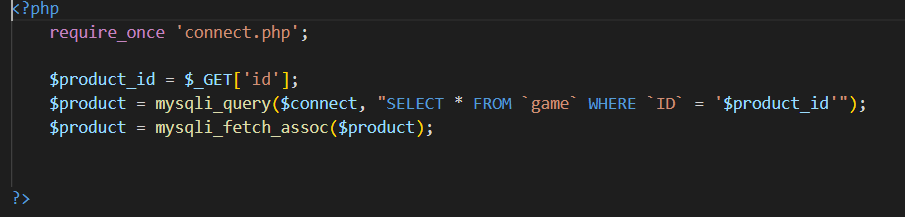 <?php
require_once 'connect.php';
$product_id = $_GET['id'];
$product = mysqli_query($connect, "SELECT * FROM `game` WHERE `ID` = '$product_id'");
$product = mysqli_fetch_assoc($product);
?>